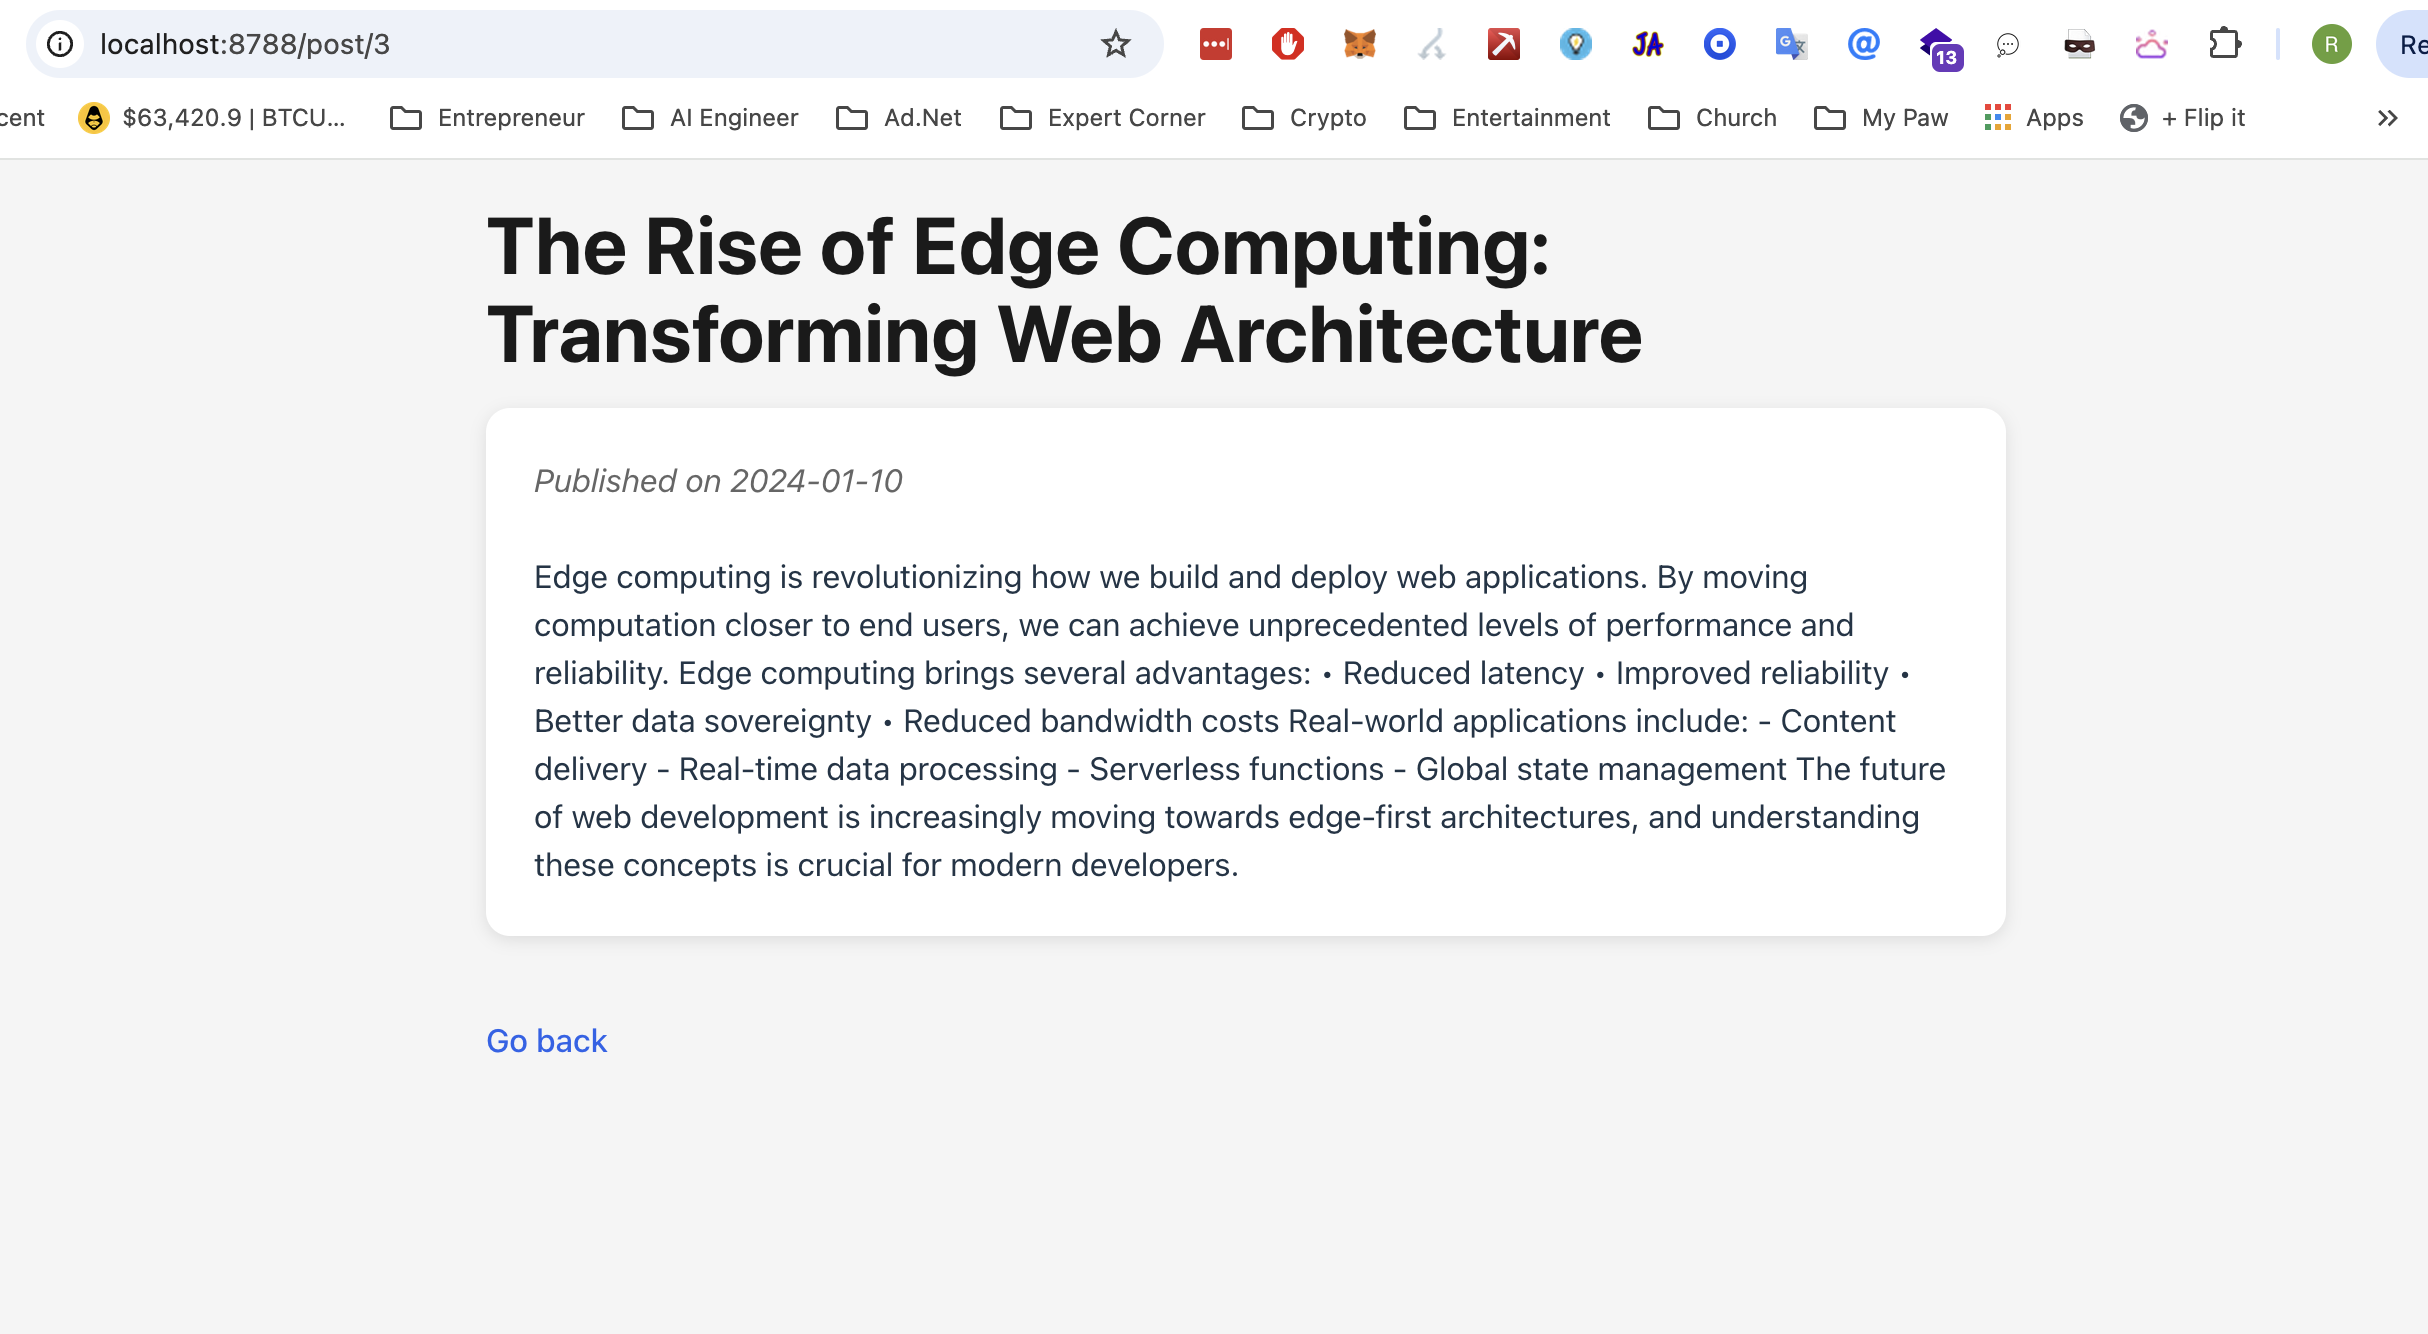 localhost:8788/post/3
13
R
Re
cent
$63,420.9 | BTCU...
Entrepreneur
AI Engineer
Ad.Net
Expert Corner
Crypto
Entertainment
Church
My Paw
Apps
+ Flip it
The Rise of Edge Computing:
Transforming Web Architecture
Published on 2024-01-10
Edge computing is revolutionizing how we build and deploy web applications. By moving
computation closer to end users, we can achieve unprecedented levels of performance and
reliability. Edge computing brings several advantages: • Reduced latency • Improved reliability •
Better data sovereignty • Reduced bandwidth costs Real-world applications include: - Content
delivery - Real-time data processing - Serverless functions - Global state management The future
of web development is increasingly moving towards edge-first architectures, and understanding
these concepts is crucial for modern developers.
Go back